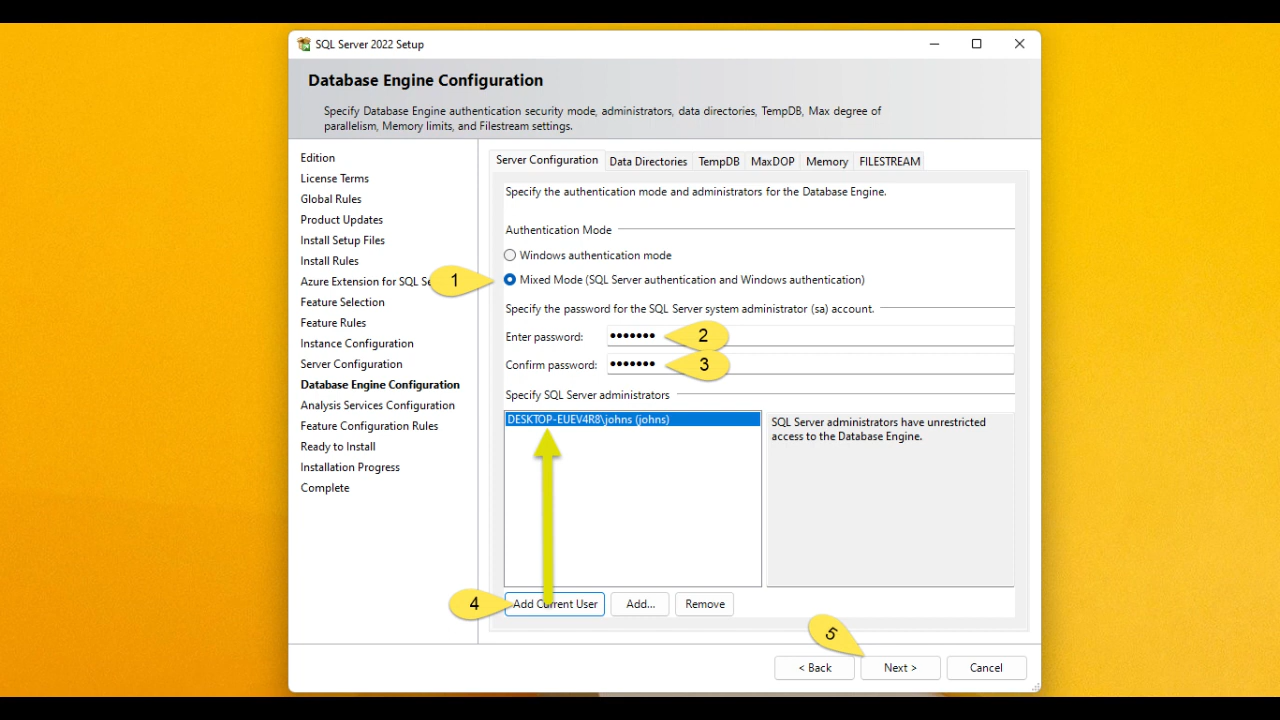 SQL Server 2022 Setup
Database Engine Configuration
Specify Database Engine authentication security mode, administrators, data directories, TempDB, Max degree of
parallelism, Memory limits, and Filestream settings.
Edition
License Terms
Global Rules
Product Updates
Install Setup Files
Install Rules
Azure Extension for SQL
Feature Selection
Feature Rules
Instance Configuration
Server Configuration
Database Engine Configuration
Analysis Services Configuration
Feature Configuration Rules
Ready to Install
Installation Progress
Complete
Server Configuration Data Directories TempDB MaxDOP Memory FILESTREAM
Specify the authentication mode and administrators for the Database Engine.
Authentication Mode
Windows authentication mode
1 Mixed Mode (SQL Server authentication and Windows authentication)
Specify the password for the SQL Server system administrator (sa) account.
Enter password: ●●●●●●● 2
Confirm password: ●●●●●●● 3
Specify SQL Server administrators
DESKTOP-EUEV4R8\johns (johns)
SQL Server administrators have unrestricted
access to the Database Engine.
4 Add Current User Add... Remove
5
< Back Next > Cancel